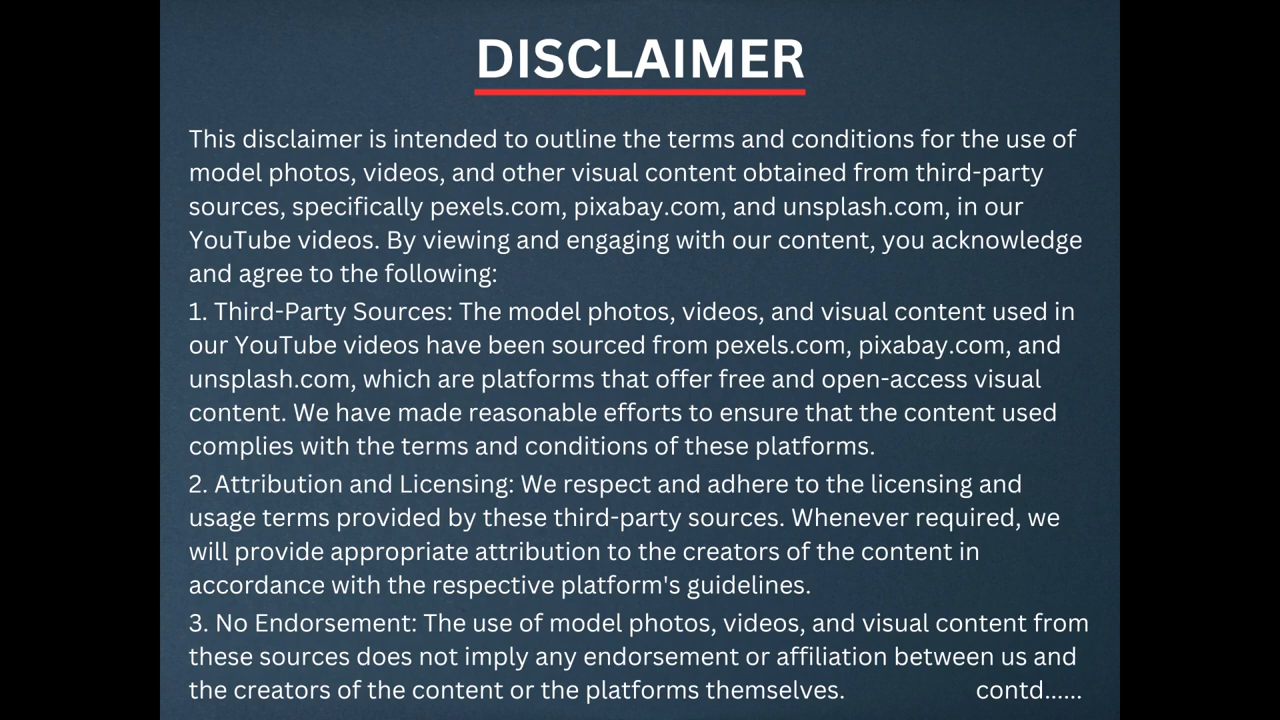 DISCLAIMER
This disclaimer is intended to outline the terms and conditions for the use of
model photos, videos, and other visual content obtained from third-party
sources, specifically pexels.com, pixabay.com, and unsplash.com, in our
YouTube videos. By viewing and engaging with our content, you acknowledge
and agree to the following:
1. Third-Party Sources: The model photos, videos, and visual content used in
our YouTube videos have been sourced from pexels.com, pixabay.com, and
unsplash.com, which are platforms that offer free and open-access visual
content. We have made reasonable efforts to ensure that the content used
complies with the terms and conditions of these platforms.
2. Attribution and Licensing: We respect and adhere to the licensing and
usage terms provided by these third-party sources. Whenever required, we
will provide appropriate attribution to the creators of the content in
accordance with the respective platform's guidelines.
3. No Endorsement: The use of model photos, videos, and visual content from
these sources does not imply any endorsement or affiliation between us and
the creators of the content or the platforms themselves. contd......